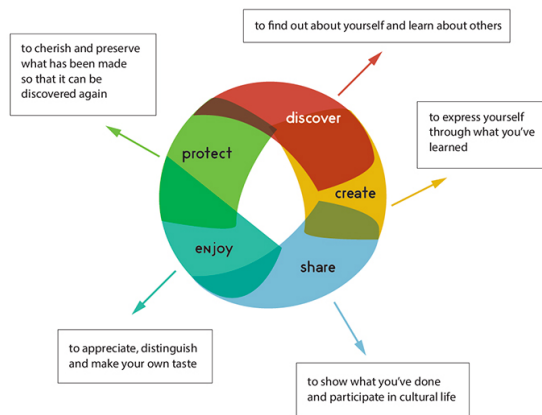 to find out about yourself and learn about others
to cherish and preserve
what has been made
so that it can be
discovered again
discover
to express yourself
through what you've
learned
protect
create
enjoy
share
to appreciate, distinguish
and make your own taste
to show what you've done
and participate in cultural life